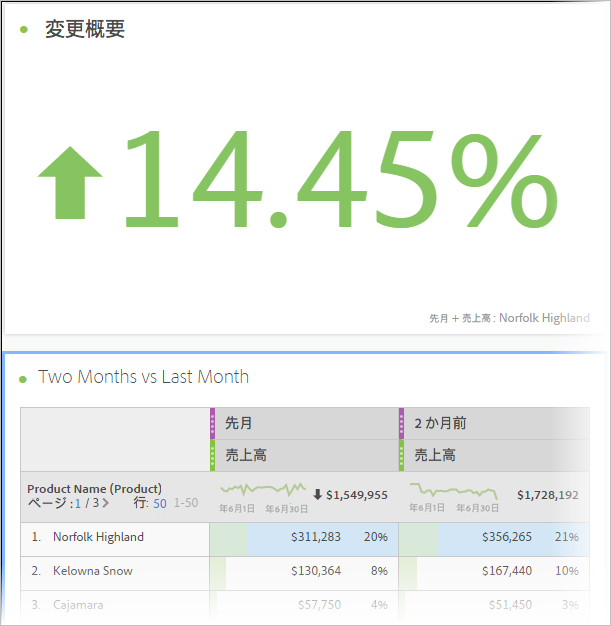 変更概要
14.45%
先月 + 売上高: Norfolk Highland
Two Months vs Last Month
先月 2 か月前
売上高 売上高
Product Name (Product)
ページ :1 / 3 行: 50 1-50
年6月1日 年6月30日 $1,549,955 年6月1日 年6月30日 $1,728,192
1. Norfolk Highland $311,283 20% $356,265 21%
2. Kelowna Snow $130,364 8% $167,440 10%
3. Cajamara $57,750 4% $51,450 3%